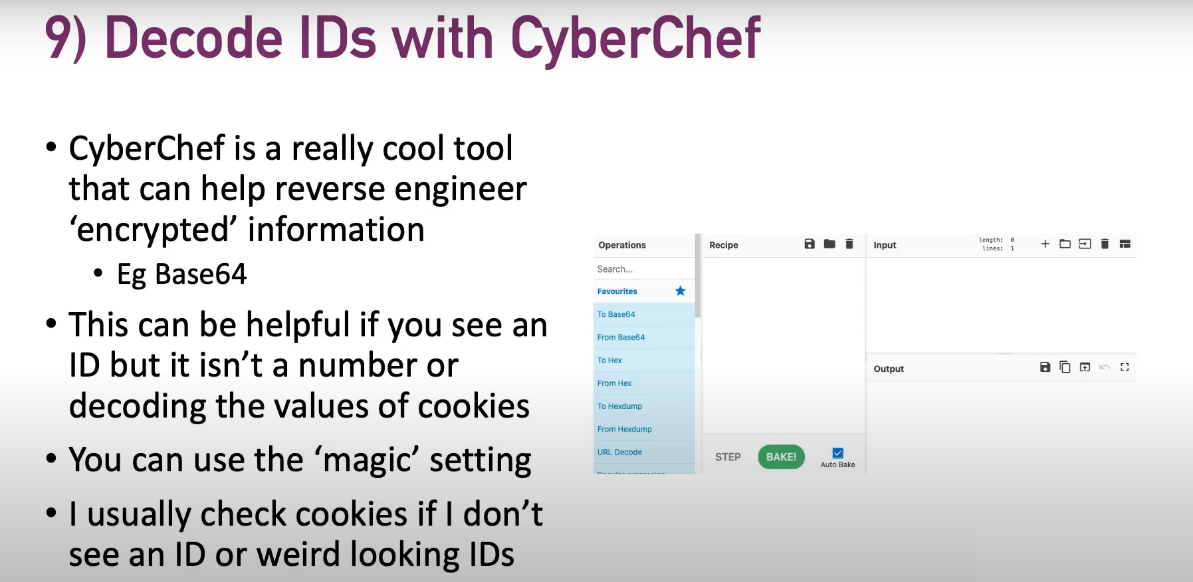 9) Decode IDs with CyberChef
• CyberChef is a really cool tool
that can help reverse engineer
‘encrypted’ information
• Eg Base64
• This can be helpful if you see an
ID but it isn’t a number or
decoding the values of cookies
• You can use the ‘magic’ setting
• I usually check cookies if I don’t
see an ID or weird looking IDs
Operations
Search...
Favourites
To Base64
From Base64
To Hex
From Hex
To Hexdump
From Hexdump
URL Decode
Regular expression
Recipe
STEP
BAKE!
Auto Bake
Input
length: 0
lines: 1
Output